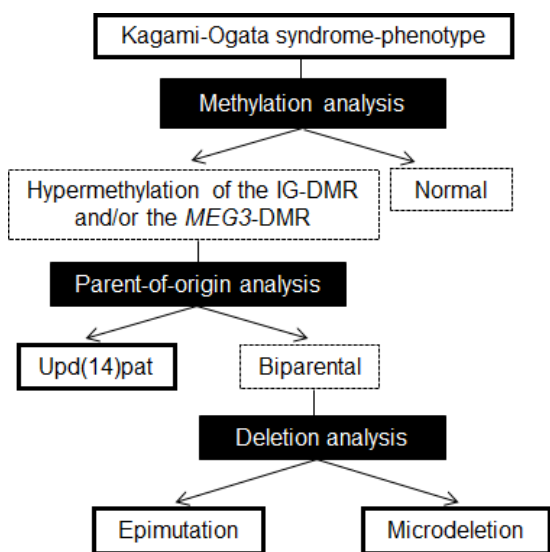 Kagami-Ogata syndrome-phenotype
Methylation analysis
Hypermethylation of the IG-DMR
and/or the MEG3-DMR
Normal
Parent-of-origin analysis
Upd(14)pat
Biparental
Deletion analysis
Epimutation
Microdeletion